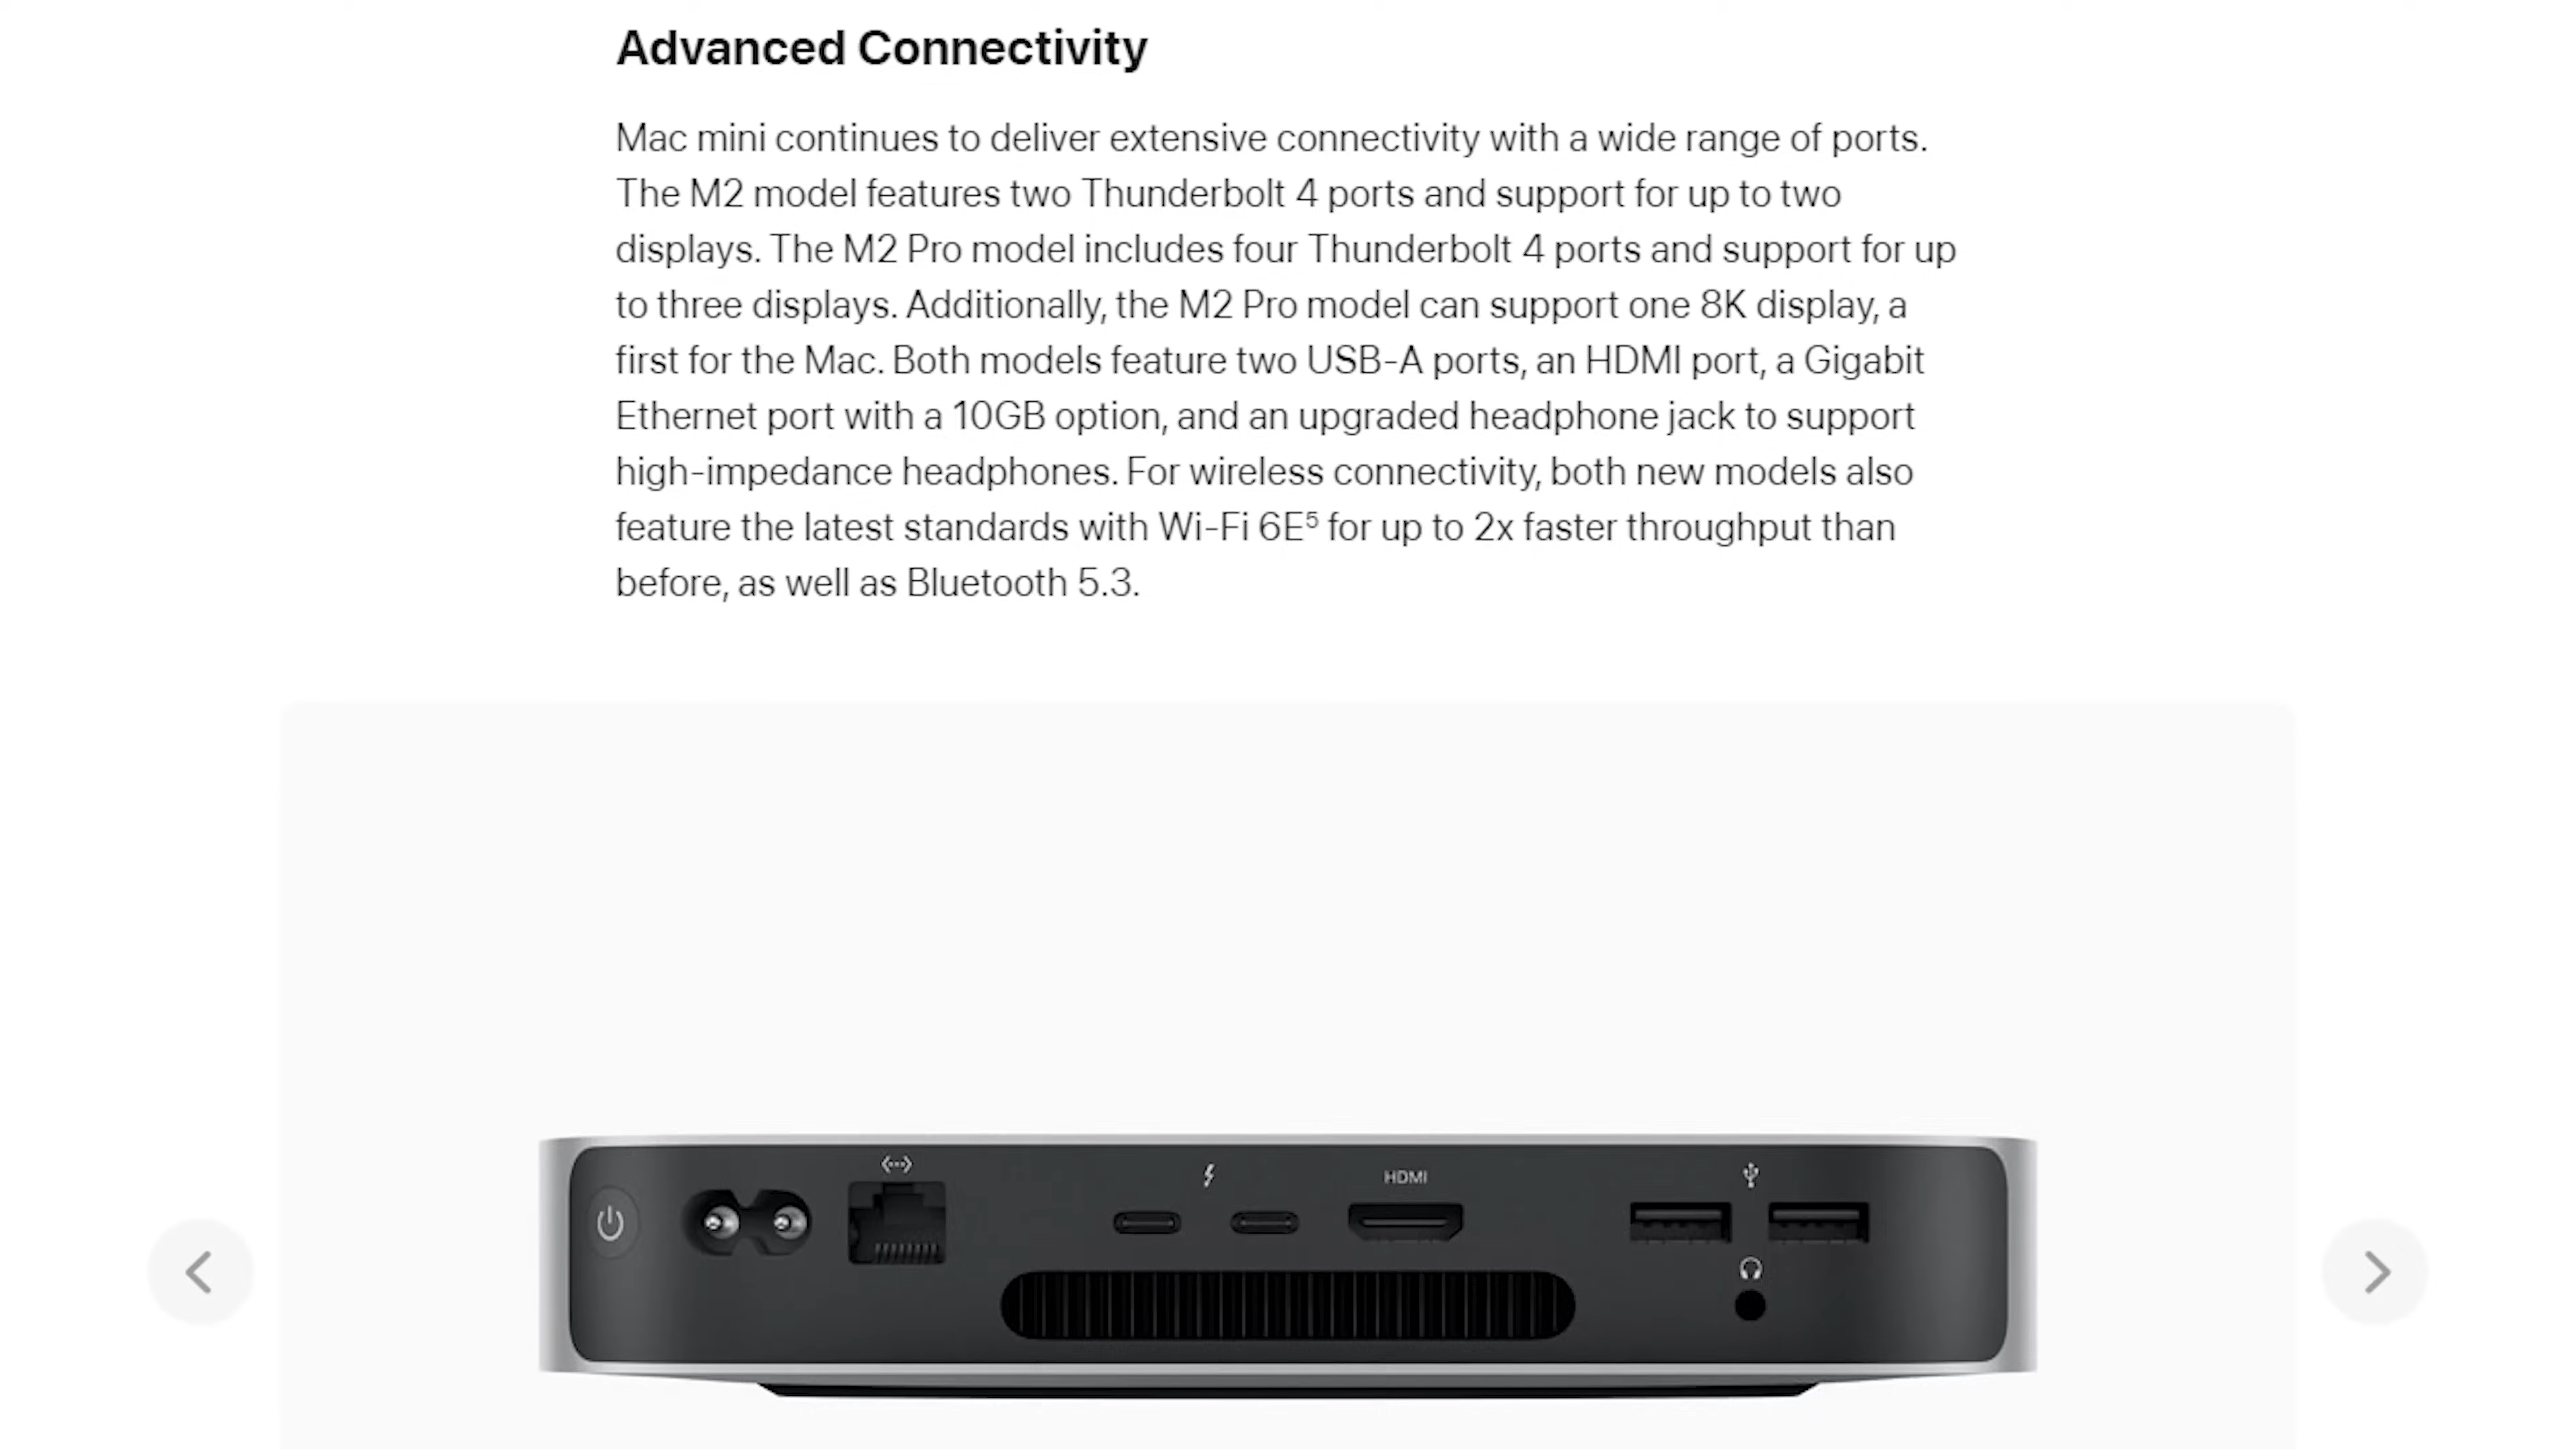 Advanced Connectivity
Mac mini continues to deliver extensive connectivity with a wide range of ports.
The M2 model features two Thunderbolt 4 ports and support for up to two
displays. The M2 Pro model includes four Thunderbolt 4 ports and support for up
to three displays. Additionally, the M2 Pro model can support one 8K display, a
first for the Mac. Both models feature two USB-A ports, an HDMI port, a Gigabit
Ethernet port with a 10GB option, and an upgraded headphone jack to support
high-impedance headphones. For wireless connectivity, both new models also
feature the latest standards with Wi-Fi 6E⁵ for up to 2x faster throughput than
before, as well as Bluetooth 5.3.
HDMI